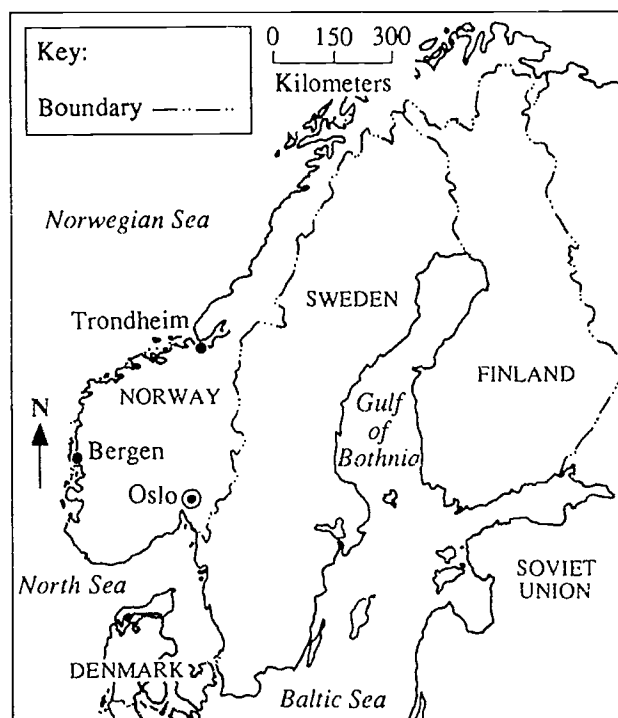 Key:
Boundary
0 150 300
Kilometers
Norwegian Sea
SWEDEN
Trondheim
FINLAND
NORWAY
Gulf
of
Bothnia
N
Bergen
Oslo
SOVIET
UNION
North Sea
DENMARK
Baltic Sea